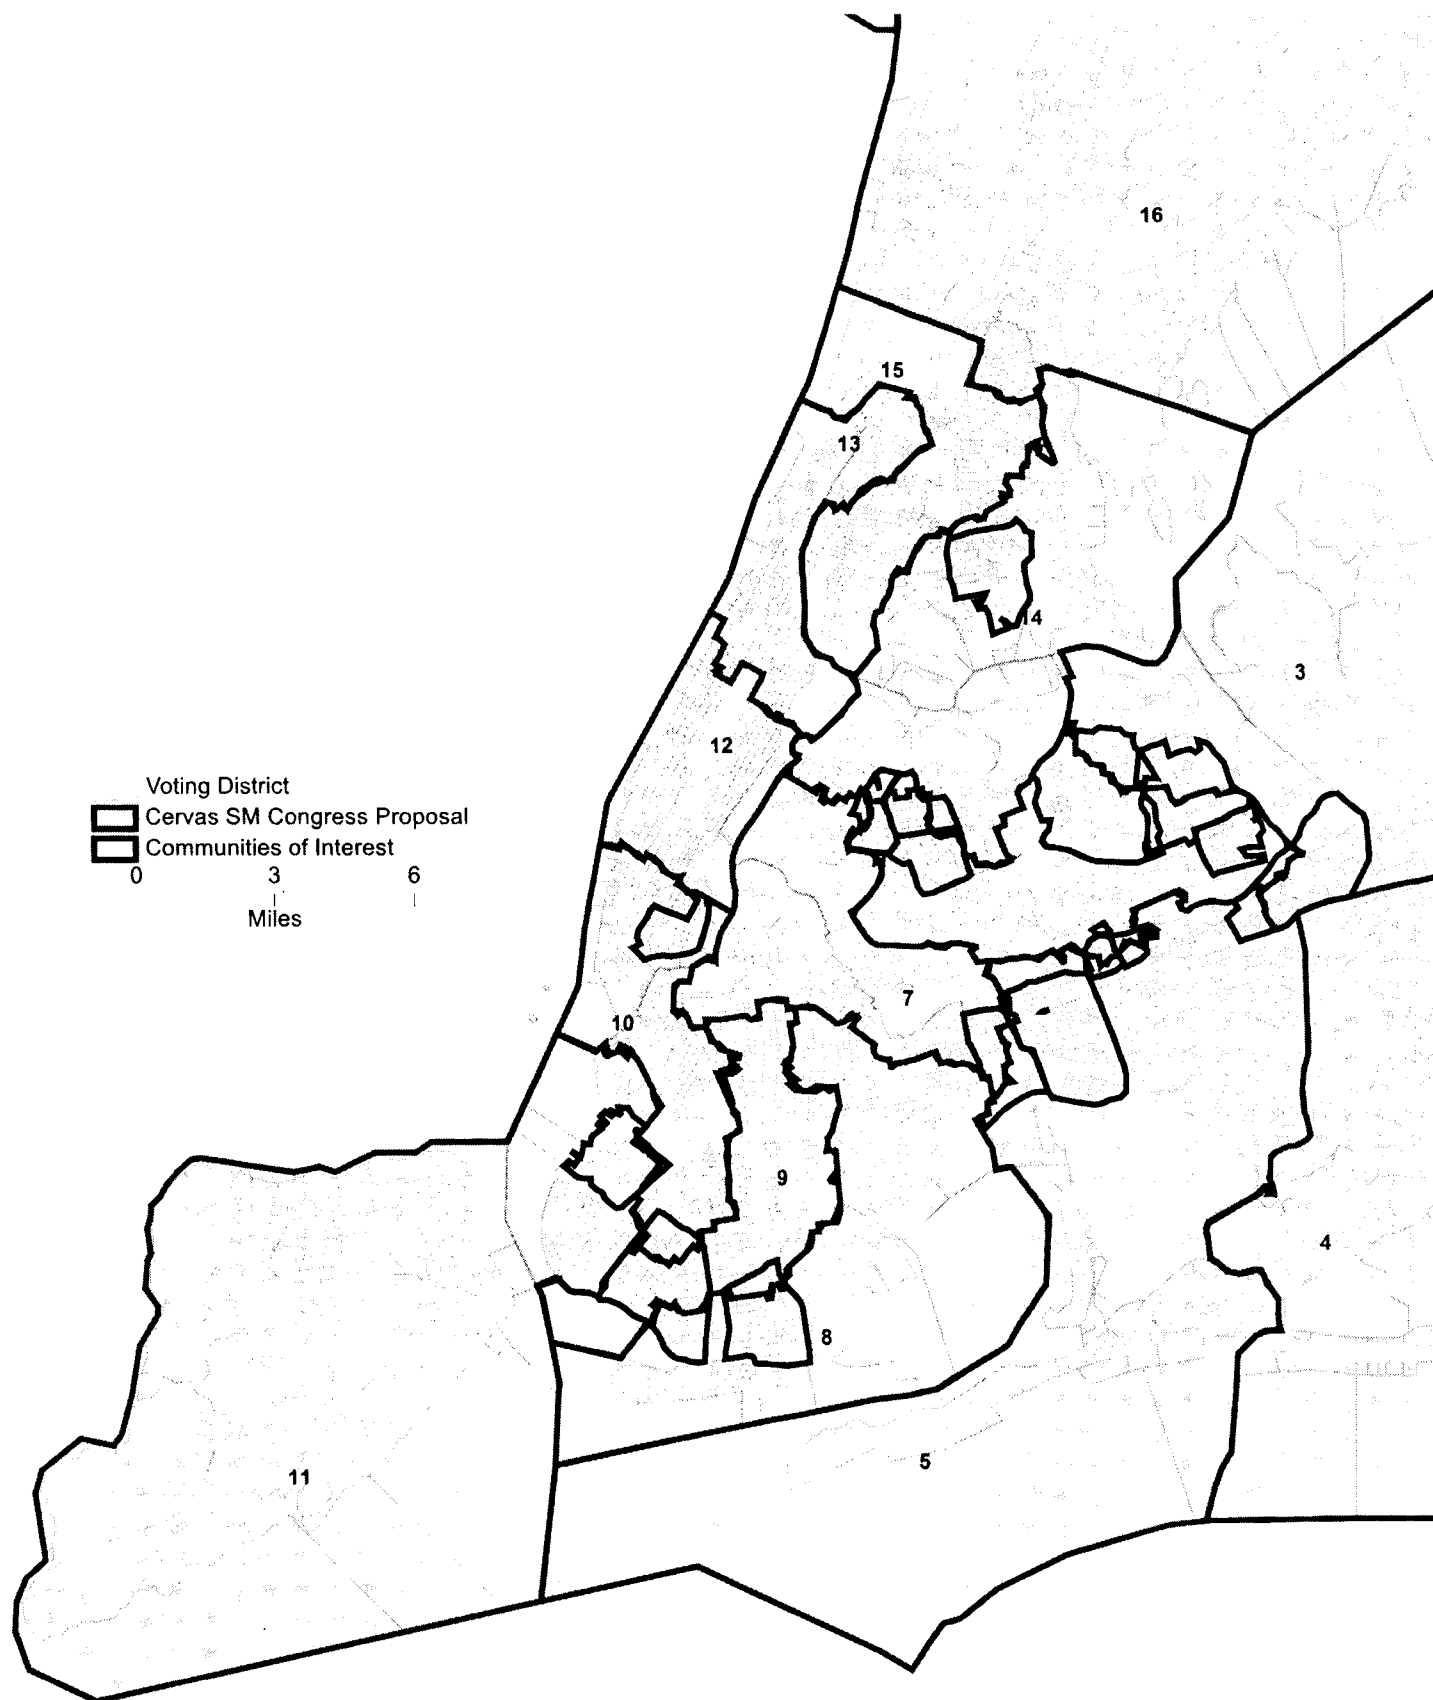 16
15
13
14
3
12
Voting District
Cervas SM Congress Proposal
Communities of Interest
0 3 6
Miles
7
10
9
4
8
5
11